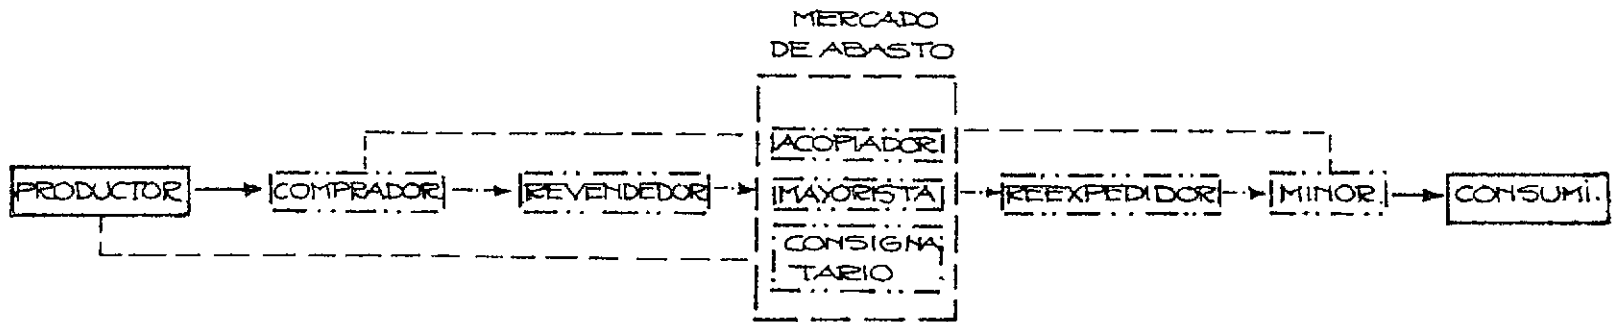 MERCADO
DE ABASTO
ACOPIADOR
PRODUCTOR COMPRADOR REVENDEDOR MAYORISTA REEXPEDIDOR MINOR. CONSUMI.
CONSIGNA
TARIO